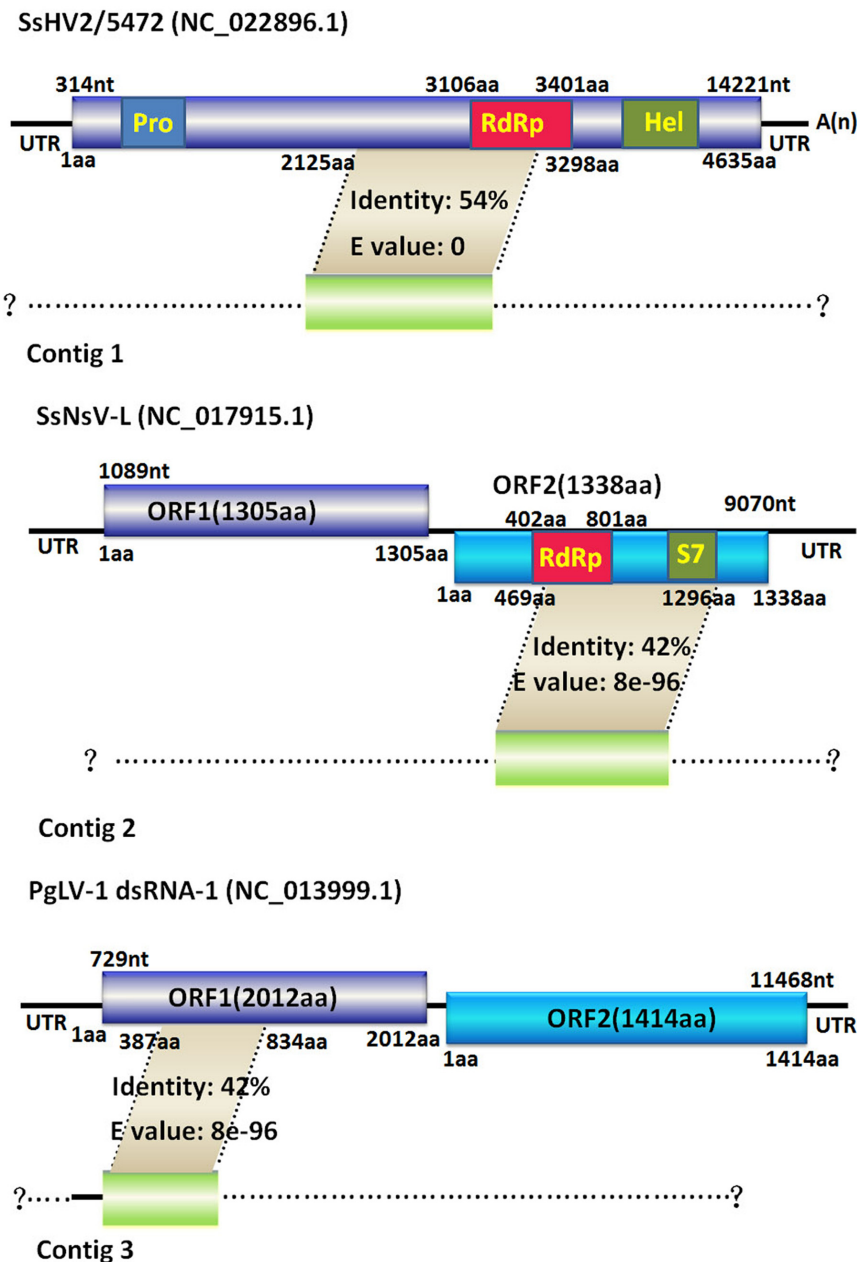 SsHV2/5472 (NC_022896.1)
314nt 3106aa 3401aa 14221nt
Pro RdRp Hel A(n)
UTR UTR
1aa 2125aa 3298aa 4635aa
Identity: 54%
E value: 0
? ?
Contig 1
SsNsV-L (NC_017915.1)
1089nt ORF2(1338aa) 9070nt
ORF1(1305aa) 402aa 801aa
UTR 1aa 1305aa RdRp S7 UTR
1aa 469aa 1296aa 1338aa
Identity: 42%
E value: 8e-96
? ?
Contig 2
PgLV-1 dsRNA-1 (NC_013999.1)
729nt 11468nt
ORF1(2012aa) ORF2(1414aa)
UTR 1aa 387aa 834aa 2012aa UTR
1aa 1414aa
Identity: 42%
E value: 8e-96
? ?
Contig 3